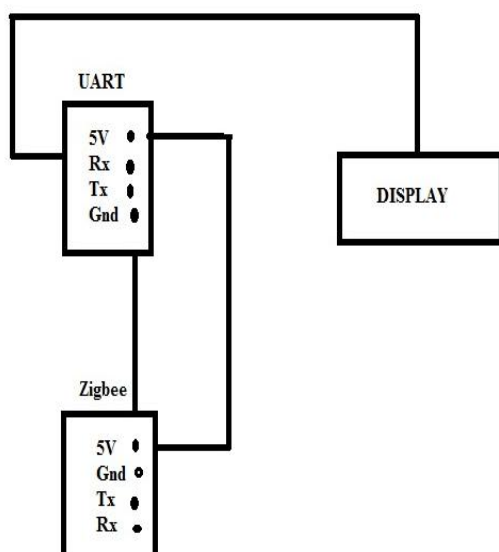 UART
5V
Rx
Tx
Gnd
DISPLAY
Zigbee
5V
Gnd
Tx
Rx